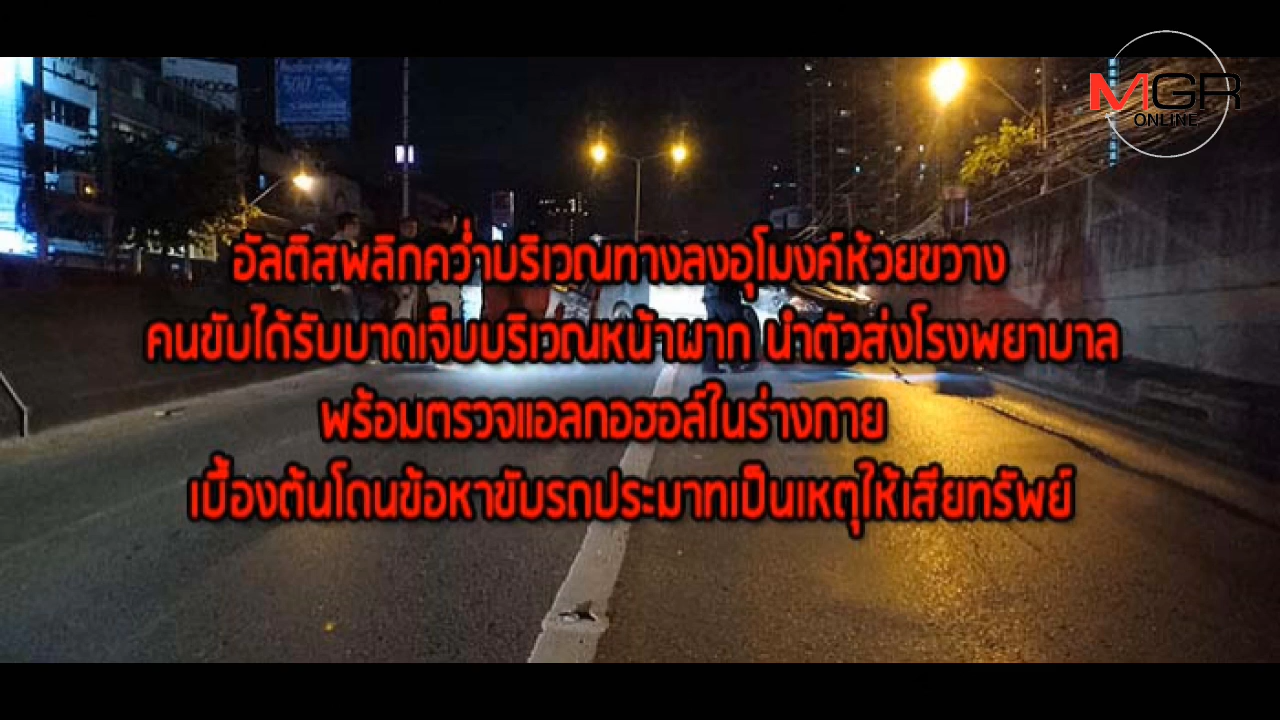 MGR
ONLINE
อัลติสพลิกคว่ำบริเวณทางลงอุโมงค์ห้วยขวาง
คนขับได้รับบาดเจ็บบริเวณหน้าผาก นำตัวส่งโรงพยาบาล
พร้อมตรวจแอลกอฮอล์ในร่างกาย
เบื้องต้นโดนข้อหาขับรถประมาทเป็นเหตุให้เสียทรัพย์